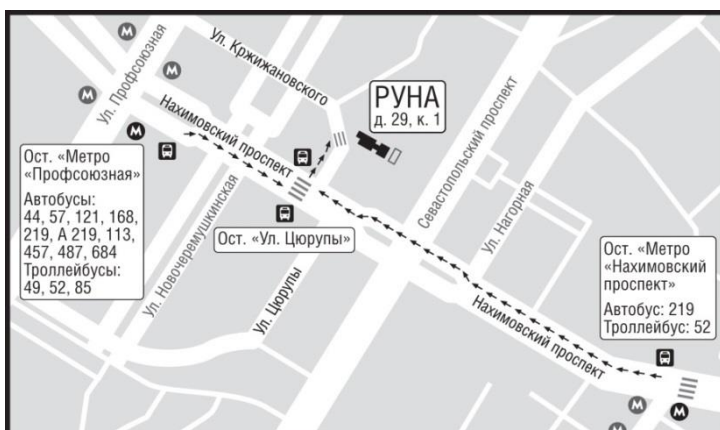 М
М
М
М
ул. Кржижановского
Ул. Профсоюзная
Нахимовский проспект
РУНА
д. 29, к. 1
Севастопольский проспект
Ост. «Метро
«Профсоюзная»
Автобусы:
44, 57, 121, 168,
219, А 219, 113,
457, 487, 684
Троллейбусы:
49, 52, 85
Ул. Новочеремушкинская
Ост. «Ул. Цюрупы»
Ул. Цюрупы
Ул. Нагорная
Нахимовский проспект
Ост. «Метро
«Нахимовский
проспект»
Автобус: 219
Троллейбус: 52
М
М
М